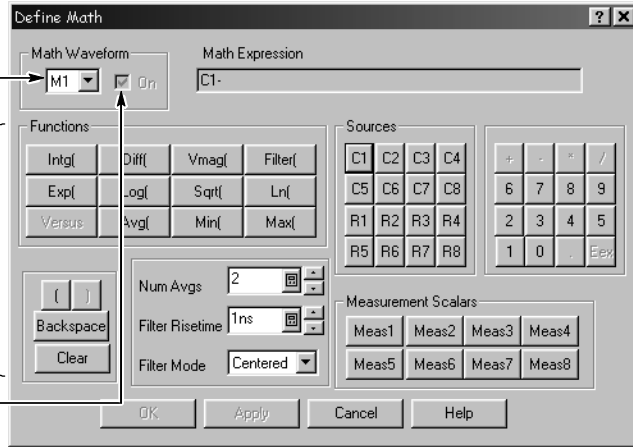 Define Math
Math Waveform
Math Expression
M1
On
C1-
Functions
Intg( Diff( Vmag( Filter(
Exp( Log( Sqrt( Ln(
Versus Avg( Min( Max(
Sources
C1 C2 C3 C4
C5 C6 C7 C8
R1 R2 R3 R4
R5 R6 R7 R8
+ - * /
6 7 8 9
2 3 4 5
1 0 . Eex
( )
Backspace
Clear
Num Avgs 2
Filter Risetime 1ns
Filter Mode Centered
Measurement Scalars
Meas1 Meas2 Meas3 Meas4
Meas5 Meas6 Meas7 Meas8
OK Apply Cancel Help